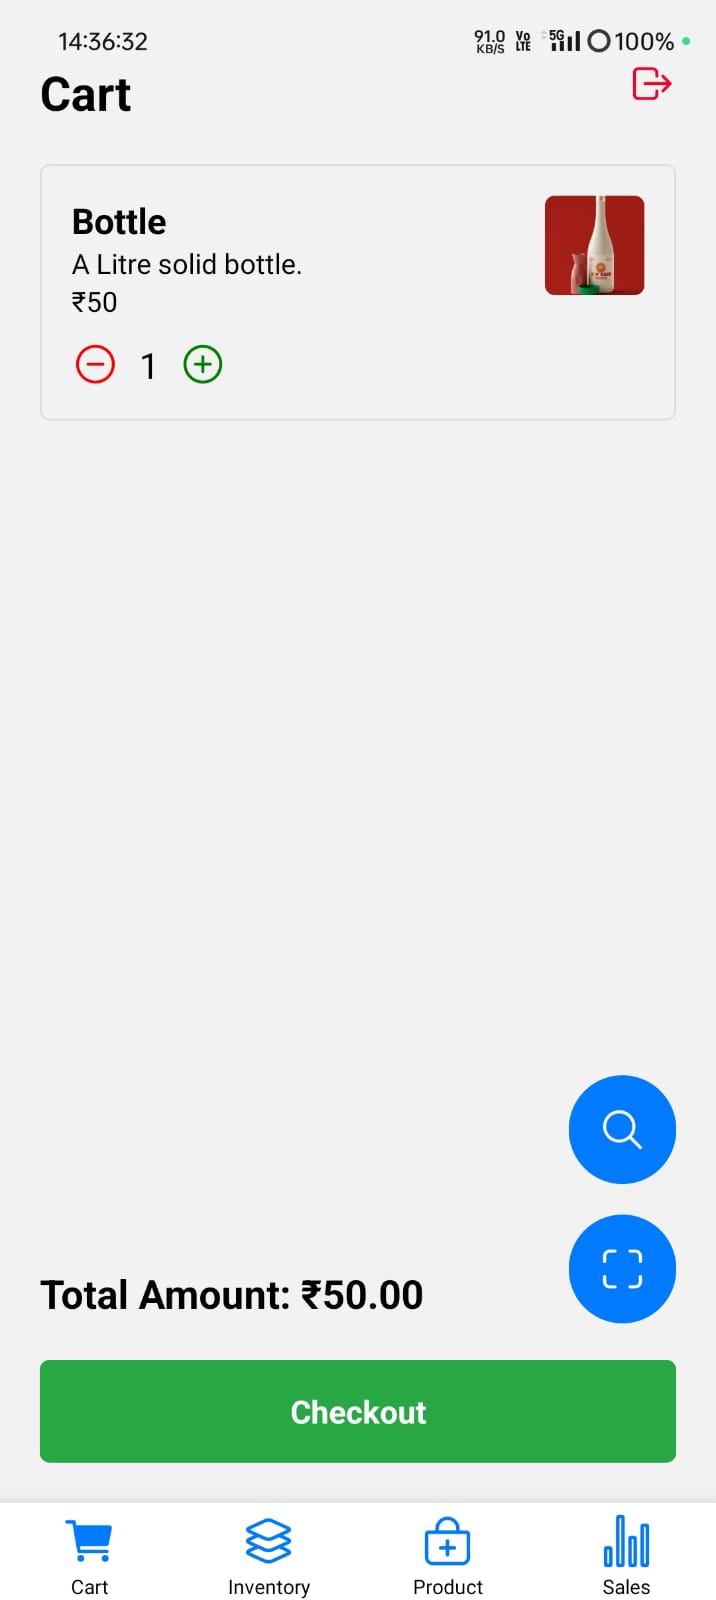 14:36:32 91.0 KB/S Vo LTE 5G 100%
Cart
Bottle
A Litre solid bottle.
₹50
1
Total Amount: ₹50.00
Checkout
Cart Inventory Product Sales